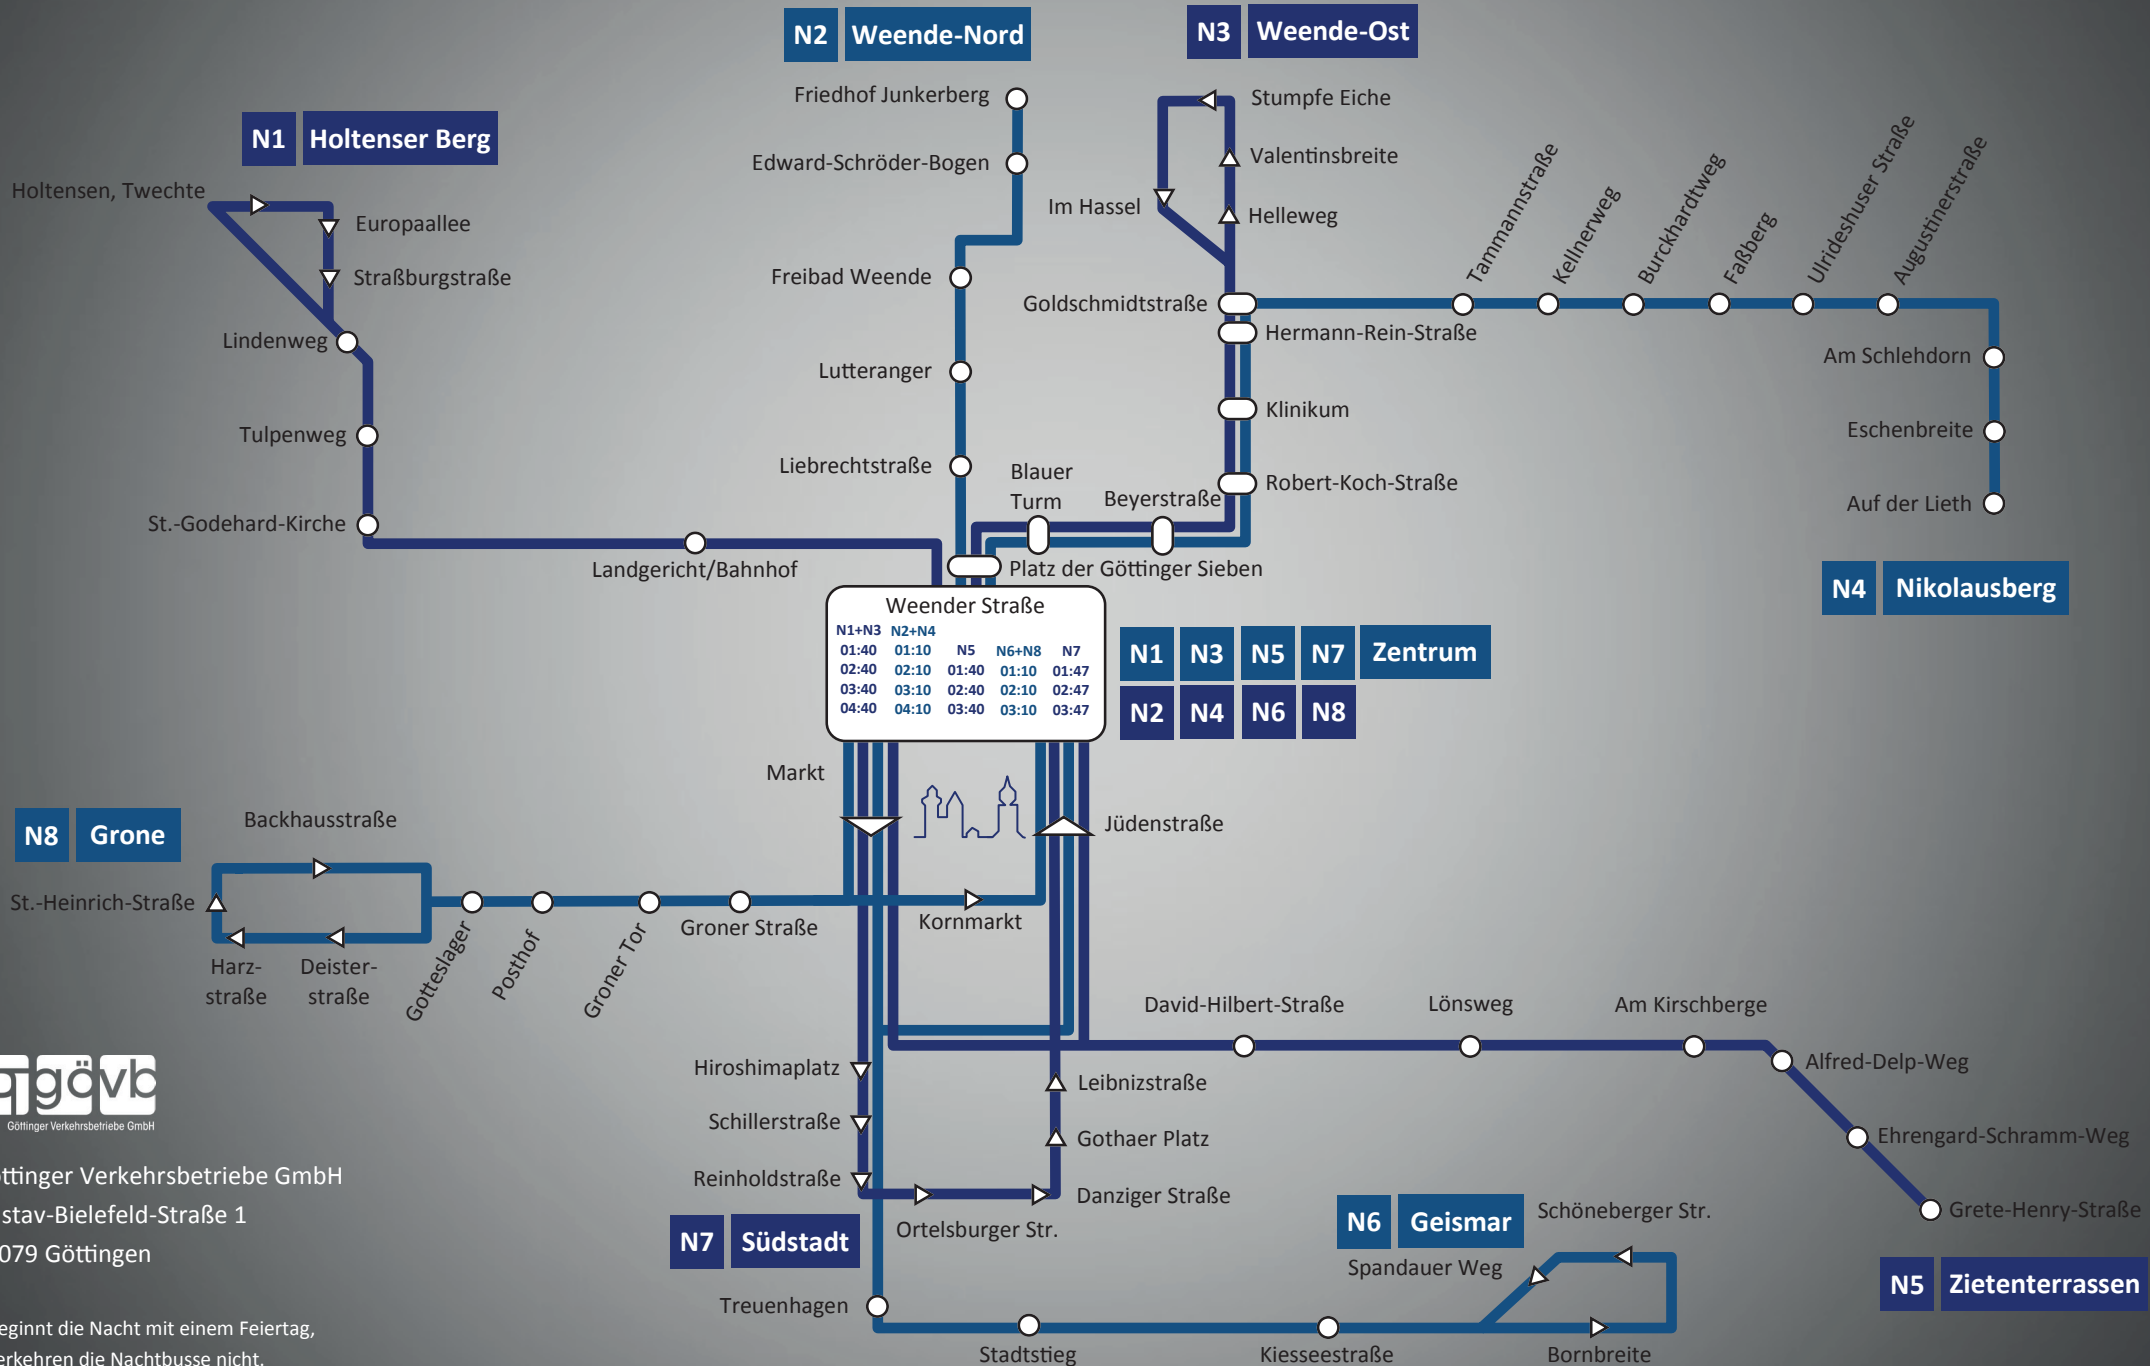 N2 Weende-Nord
N3 Weende-Ost
Friedhof Junkerberg
Stumpfe Eiche
N1 Holtenser Berg
Edward-Schröder-Bogen
Valentinsbreite
Holtensen, Twechte
Europaallee
Im Hassel
Helleweg
Straßburgstraße
Freibad Weende
Goldschmidtstraße
Tammannstraße
Kellnerweg
Burckhardtweg
Faßberg
Ulrideshuser Straße
Augustinerstraße
Lindenweg
Hermann-Rein-Straße
Am Schlehdorn
Lutteranger
Klinikum
Tulpenweg
Eschenbreite
Liebrechtstraße
Blauer
Turm
Beyerstraße
Robert-Koch-Straße
Auf der Lieth
St.-Godehard-Kirche
Landgericht/Bahnhof
Platz der Göttinger Sieben
N4 Nikolausberg
Weender Straße
N1+N3 N2+N4
01:40 01:10 N5 N6+N8 N7
02:40 02:10 01:40 01:10 01:47
03:40 03:10 02:40 02:10 02:47
04:40 04:10 03:40 03:10 03:47
N1 N3 N5 N7 Zentrum
N2 N4 N6 N8
Markt
Jüdenstraße
N8 Grone
Backhausstraße
St.-Heinrich-Straße
Harz-
straße
Deister-
straße
Gotteslager
Posthof
Groner Tor
Groner Straße
Kornmarkt
David-Hilbert-Straße
Lönsweg
Am Kirschberge
Alfred-Delp-Weg
Ehrengard-Schramm-Weg
Grete-Henry-Straße
N5 Zietenterrassen
Hiroshimaplatz
Leibnizstraße
Schillerstraße
Gothaer Platz
Reinholdstraße
Danziger Straße
Ortelsburger Str.
N7 Südstadt
N6 Geismar
Schöneberger Str.
Spandauer Weg
Treuenhagen
Stadtstieg
Kiesseestraße
Bornbreite
gövb
Göttinger Verkehrsbetriebe GmbH
öttinger Verkehrsbetriebe GmbH
stav-Bielefeld-Straße 1
079 Göttingen
eginnt die Nacht mit einem Feiertag,
erkehren die Nachtbusse nicht.